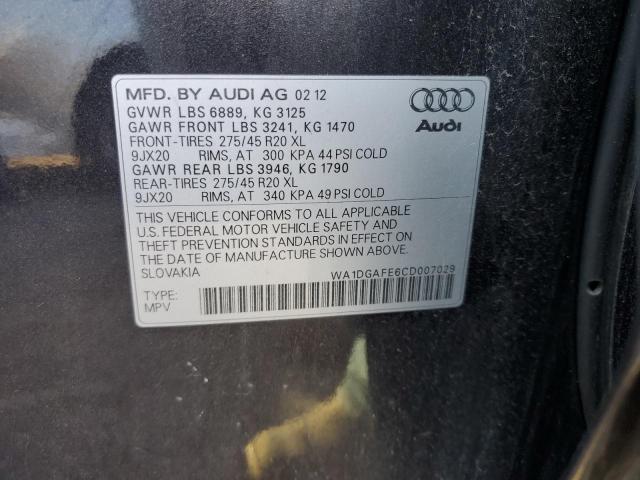 MFD. BY AUDI AG 02 12
GVWR LBS 6889, KG 3125
GAWR FRONT LBS 3241, KG 1470
FRONT-TIRES 275/45 R20 XL
9JX20 RIMS, AT 300 KPA 44 PSI COLD
GAWR REAR LBS 3946, KG 1790
REAR-TIRES 275/45 R20 XL
9JX20 RIMS, AT 340 KPA 49 PSI COLD
THIS VEHICLE CONFORMS TO ALL APPLICABLE
U.S. FEDERAL MOTOR VEHICLE SAFETY AND
THEFT PREVENTION STANDARDS IN EFFECT ON
THE DATE OF MANUFACTURE SHOWN ABOVE.
SLOVAKIA
WA1DGAFE6CD007029
TYPE:
MPV
Audi